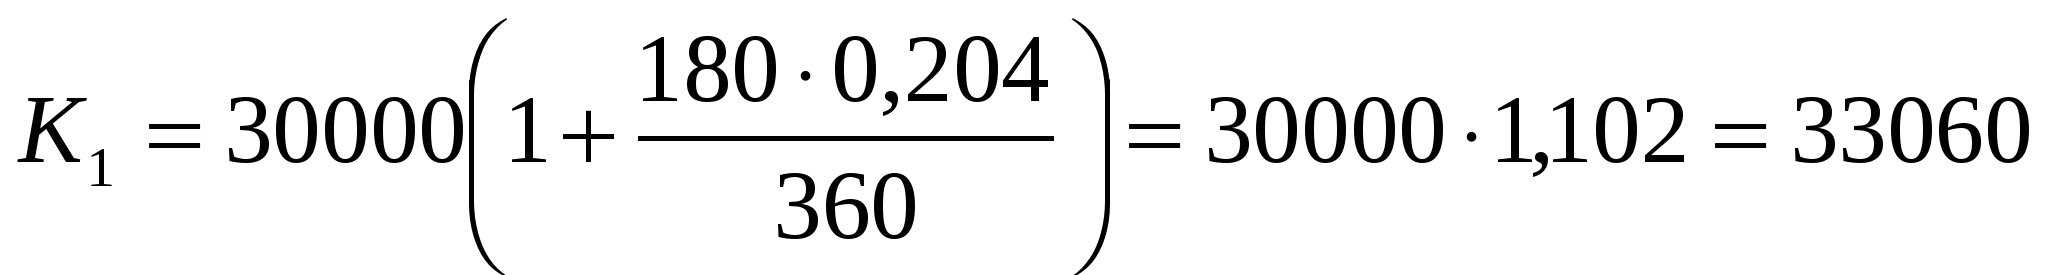 K₁ = 30000(1 + 180 · 0,204 / 360) = 30000 · 1,102 = 33060